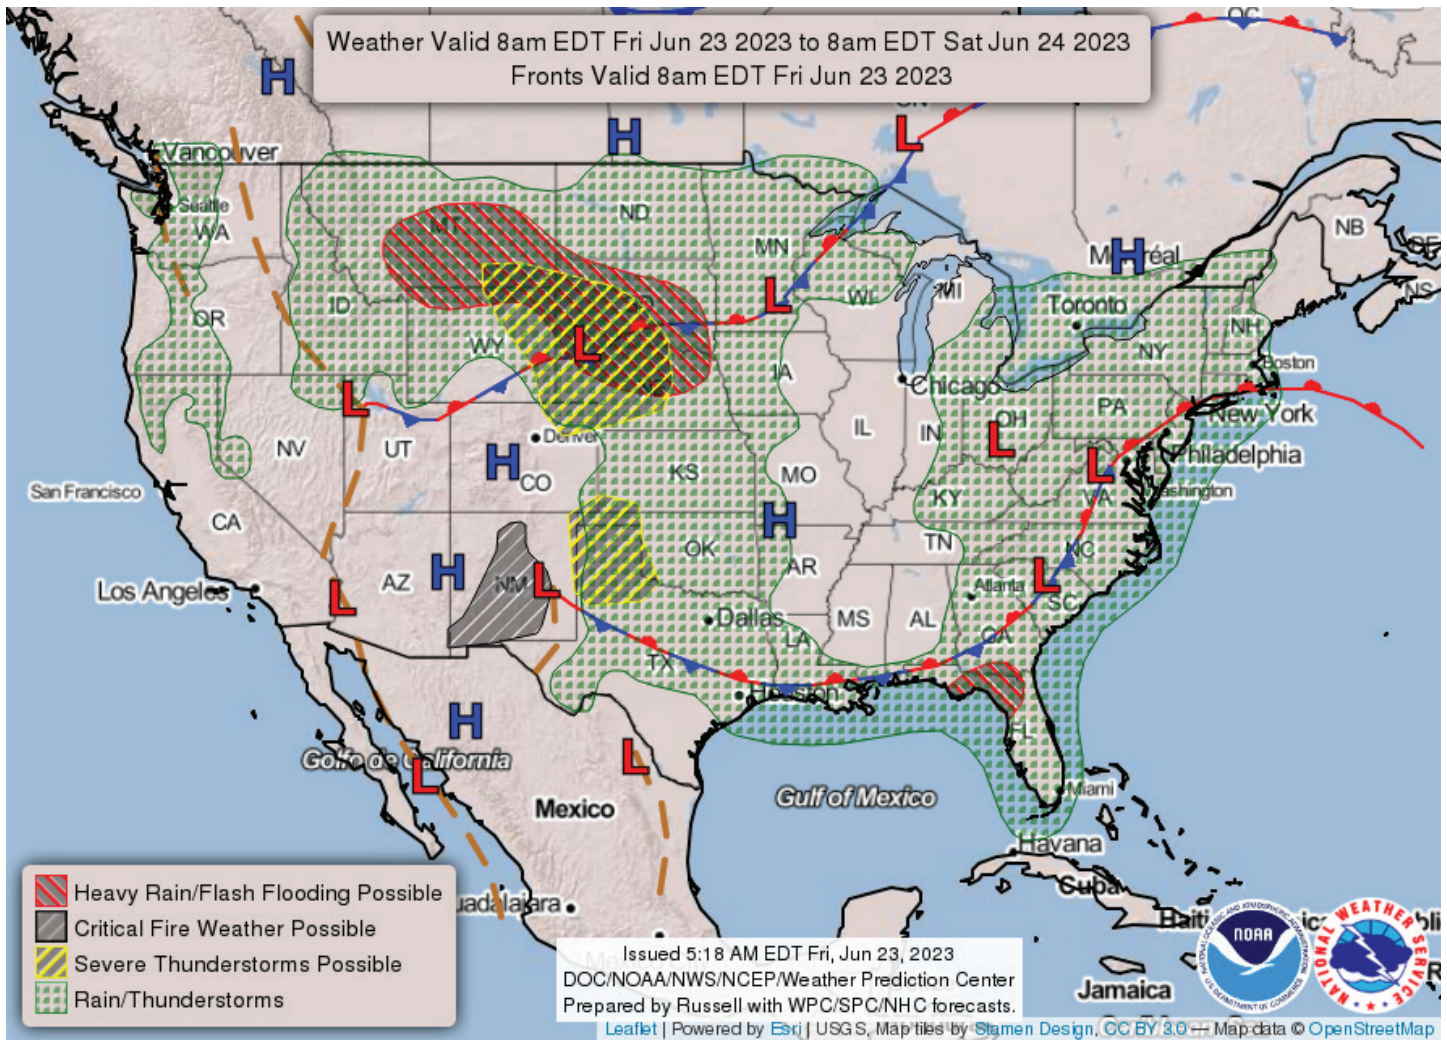 QC
Weather Valid 8am EDT Fri Jun 23 2023 to 8am EDT Sat Jun 24 2023
Fronts Valid 8am EDT Fri Jun 23 2023
H
ON
H
L
Vancouver
Seattle
WA
MT
ND
MN
NB
Montréal
H
NS
OR
ID
WY
L
WI
MI
Toronto
NH
NY
L
IA
Boston
L
Chicago
PA
New York
NV
UT
Denver
H
CO
KS
MO
IL
IN
OH
L
L
Philadelphia
San Francisco
CA
KY
VA
Washington
H
AZ
H
NM
L
OK
AR
TN
NC
Atlanta
L
SC
Los Angeles
L
Dallas
MS
AL
GA
LA
TX
Houston
H
FL
Golfo de California
L
L
Mexico
Gulf of Mexico
Miami
Havana
Cuba
Heavy Rain/Flash Flooding Possible
Critical Fire Weather Possible
Severe Thunderstorms Possible
Rain/Thunderstorms
uadalajara
Issued 5:18 AM EDT Fri, Jun 23, 2023
DOC/NOAA/NWS/NCEP/Weather Prediction Center
Prepared by Russell with WPC/SPC/NHC forecasts.
Haiti
NOAA
NATIONAL WEATHER SERVICE
Jamaica
Leaflet | Powered by Esri | USGS, Map tiles by Stamen Design, CC BY 3.0 — Map data © OpenStreetMap